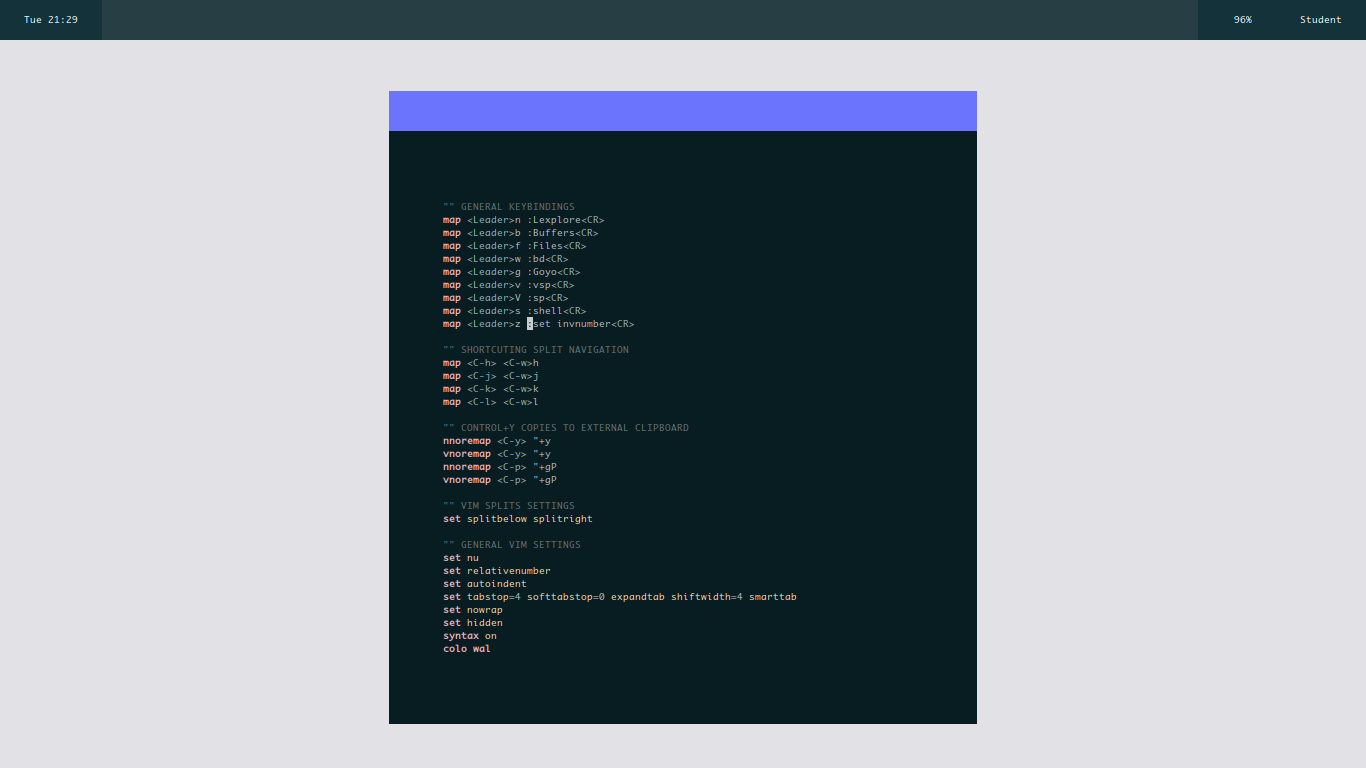 Tue 21:29
96%
Student
"" GENERAL KEYBINDINGS
map <Leader>n :Lexplore<CR>
map <Leader>b :Buffers<CR>
map <Leader>f :Files<CR>
map <Leader>w :bd<CR>
map <Leader>g :Goyo<CR>
map <Leader>v :vsp<CR>
map <Leader>V :sp<CR>
map <Leader>s :shell<CR>
map <Leader>z :set invnumber<CR>
"" SHORTCUTING SPLIT NAVIGATION
map <C-h> <C-w>h
map <C-j> <C-w>j
map <C-k> <C-w>k
map <C-l> <C-w>l
"" CONTROL+Y COPIES TO EXTERNAL CLIPBOARD
nnoremap <C-y> "+y
vnoremap <C-y> "+y
nnoremap <C-p> "+gP
vnoremap <C-p> "+gP
"" VIM SPLITS SETTINGS
set splitbelow splitright
"" GENERAL VIM SETTINGS
set nu
set relativenumber
set autoindent
set tabstop=4 softtabstop=0 expandtab shiftwidth=4 smarttab
set nowrap
set hidden
syntax on
colo wal